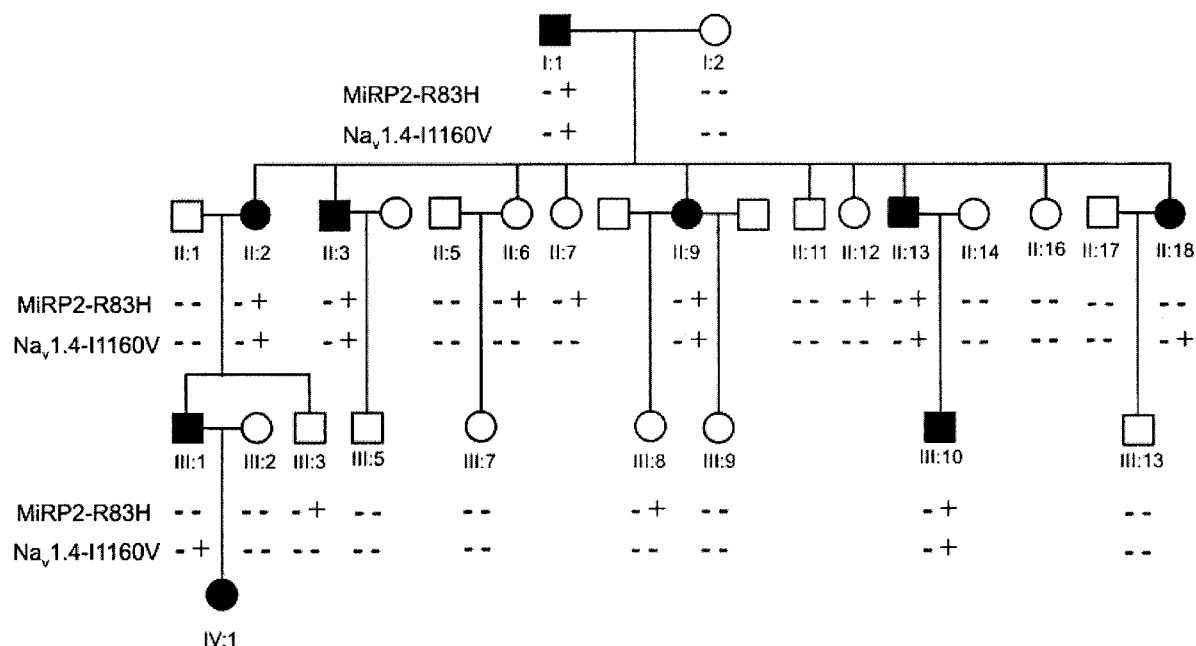 I:1 I:2
MiRP2-R83H - + - -
Nav1.4-I1160V - + - -
II:1 II:2 II:3 II:5 II:6 II:7 II:9 II:11 II:12 II:13 II:14 II:16 II:17 II:18
MiRP2-R83H - - - + - + - - - + - + - + - - - + - + - - - - - - - -
Nav1.4-I1160V - - - + - + - - - - - - - + - - - - - + - - - - - - - +
III:1 III:2 III:3 III:5 III:7 III:8 III:9 III:10 III:13
MiRP2-R83H - - - - - + - - - - - + - - - + - -
Nav1.4-I1160V - + - - - - - - - - - - - - - + - -
IV:1